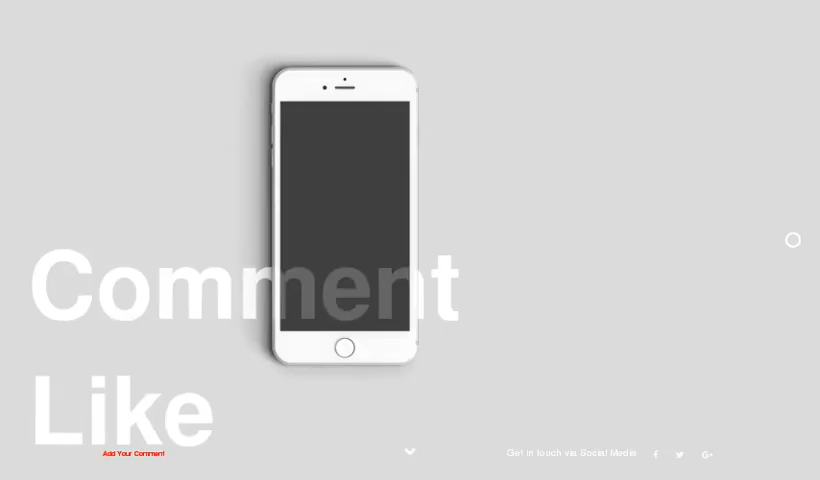 Comment
Like
Add Your Comment
Get in touch via Social Media
f
G+